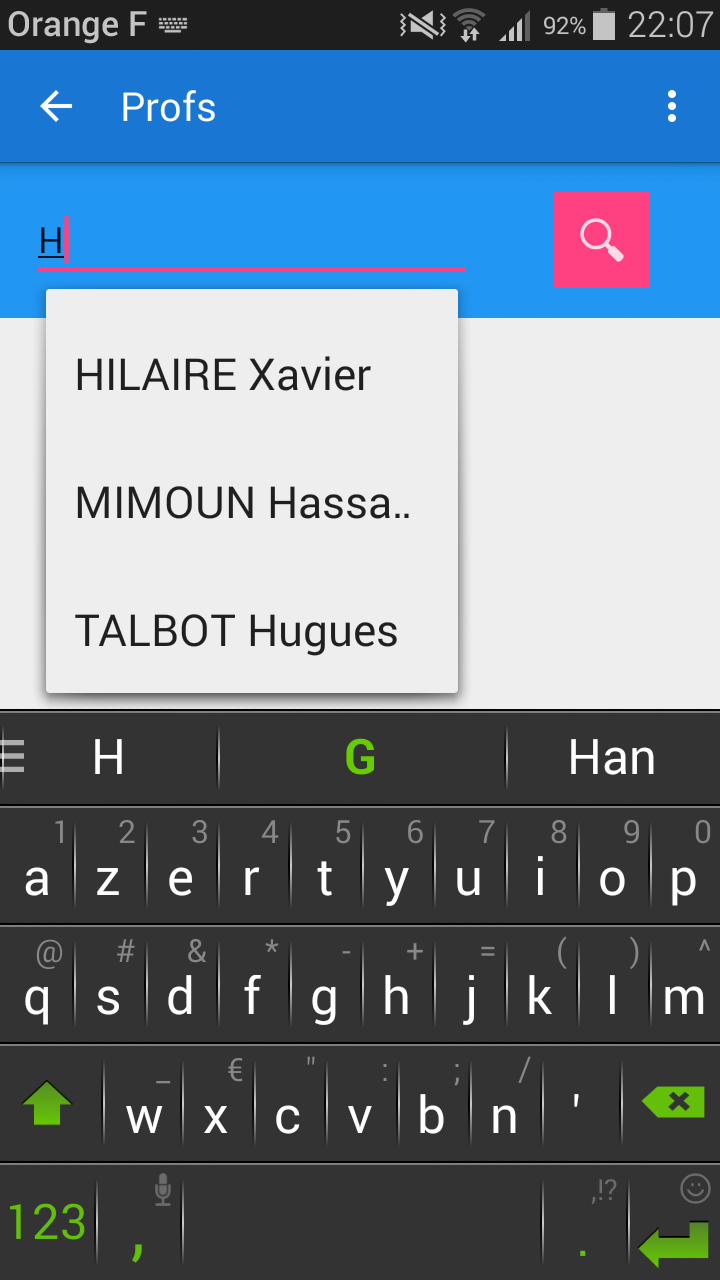 Orange F 92% 22:07
Profs
H
HILAIRE Xavier
MIMOUN Hassa..
TALBOT Hugues
H G Han
1 2 3 4 5 6 7 8 9 0
a z e r t y u i o p
@ # & * - + = ( ) ^
q s d f g h j k l m
_ € " : ; /
w x c v b n '
,!?
123 , .